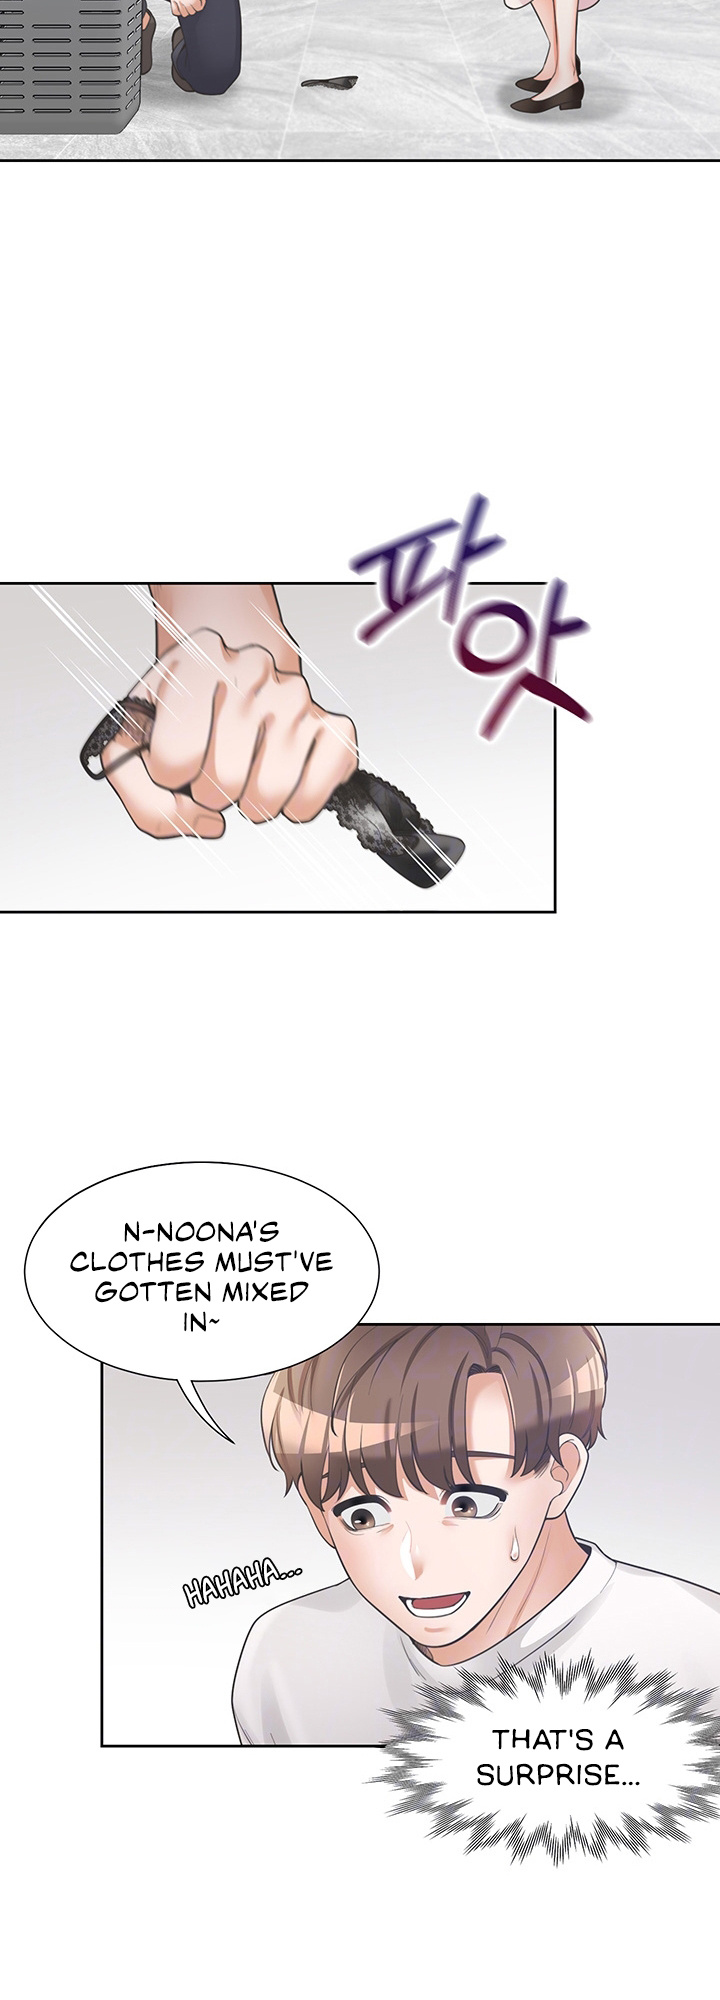 파앗
N-NOONA'S
CLOTHES MUST'VE
GOTTEN MIXED
IN~
HAHAHA...
THAT'S A
SURPRISE...